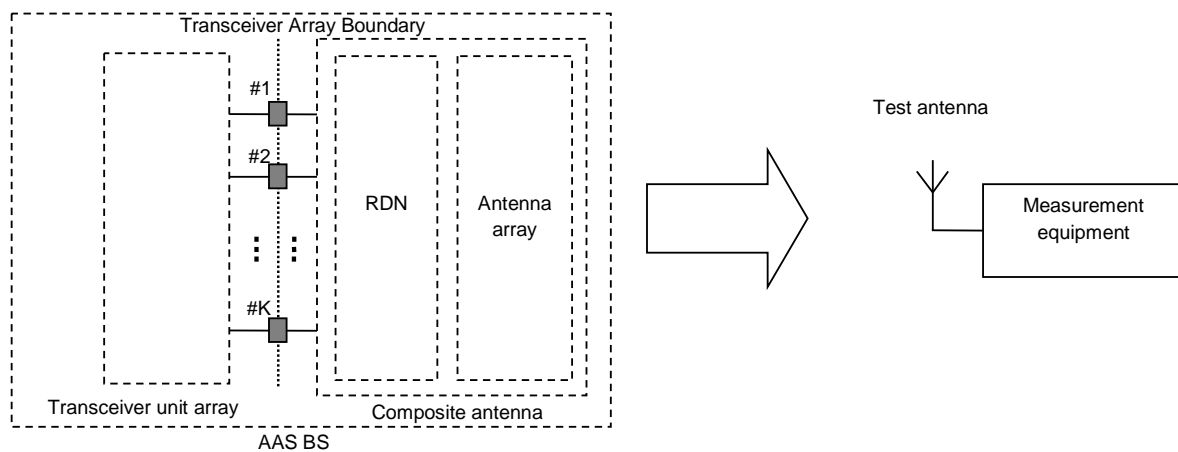 Transceiver Array Boundary
#1
#2
#K
RDN
Antenna
array
Transceiver unit array
Composite antenna
AAS BS
Test antenna
Measurement
equipment